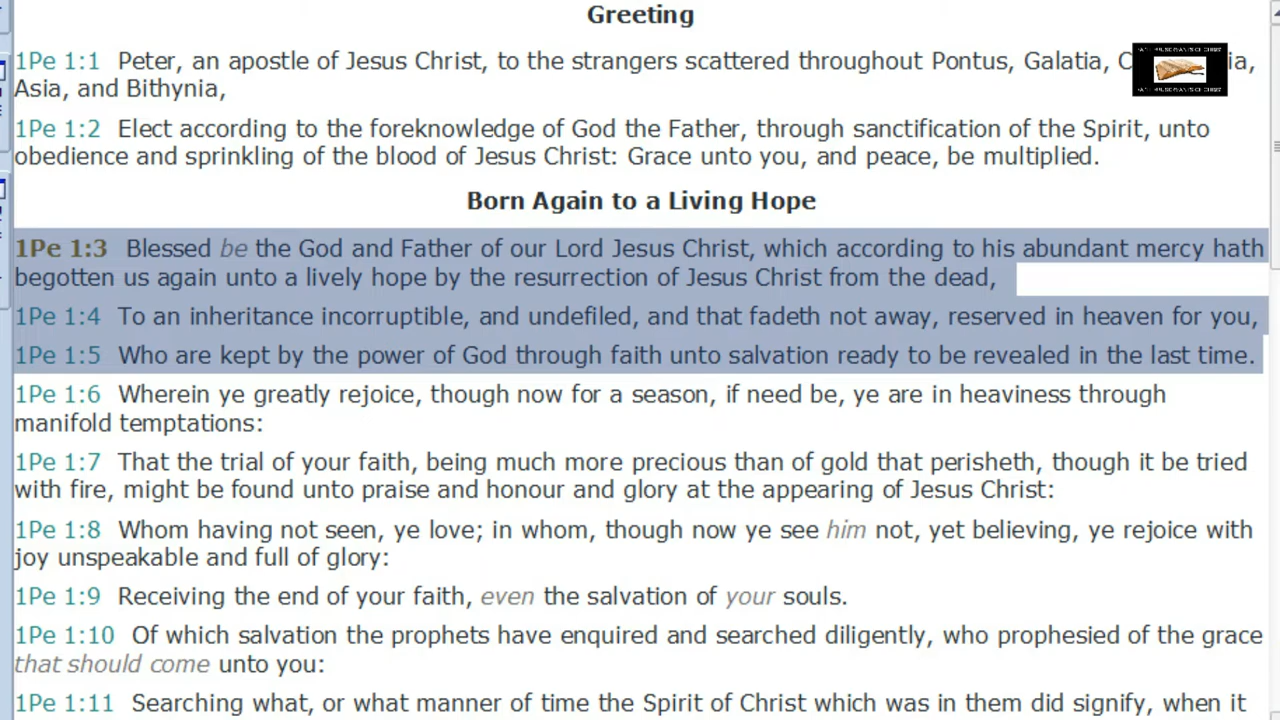 Greeting
1Pe 1:1 Peter, an apostle of Jesus Christ, to the strangers scattered throughout Pontus, Galatia, C ia,
Asia, and Bithynia,
1Pe 1:2 Elect according to the foreknowledge of God the Father, through sanctification of the Spirit, unto
obedience and sprinkling of the blood of Jesus Christ: Grace unto you, and peace, be multiplied.
Born Again to a Living Hope
1Pe 1:3 Blessed be the God and Father of our Lord Jesus Christ, which according to his abundant mercy hath
begotten us again unto a lively hope by the resurrection of Jesus Christ from the dead,
1Pe 1:4 To an inheritance incorruptible, and undefiled, and that fadeth not away, reserved in heaven for you,
1Pe 1:5 Who are kept by the power of God through faith unto salvation ready to be revealed in the last time.
1Pe 1:6 Wherein ye greatly rejoice, though now for a season, if need be, ye are in heaviness through
manifold temptations:
1Pe 1:7 That the trial of your faith, being much more precious than of gold that perisheth, though it be tried
with fire, might be found unto praise and honour and glory at the appearing of Jesus Christ:
1Pe 1:8 Whom having not seen, ye love; in whom, though now ye see him not, yet believing, ye rejoice with
joy unspeakable and full of glory:
1Pe 1:9 Receiving the end of your faith, even the salvation of your souls.
1Pe 1:10 Of which salvation the prophets have enquired and searched diligently, who prophesied of the grace
that should come unto you:
1Pe 1:11 Searching what, or what manner of time the Spirit of Christ which was in them did signify, when it